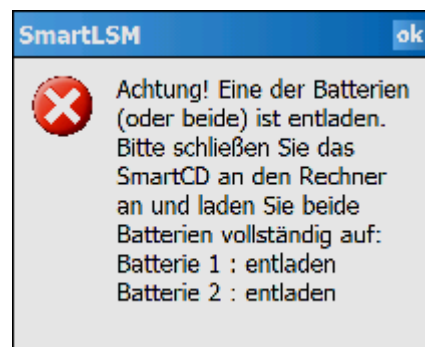 SmartLSM
ok
Achtung! Eine der Batterien
(oder beide) ist entladen.
Bitte schließen Sie das
SmartCD an den Rechner
an und laden Sie beide
Batterien vollständig auf:
Batterie 1 : entladen
Batterie 2 : entladen